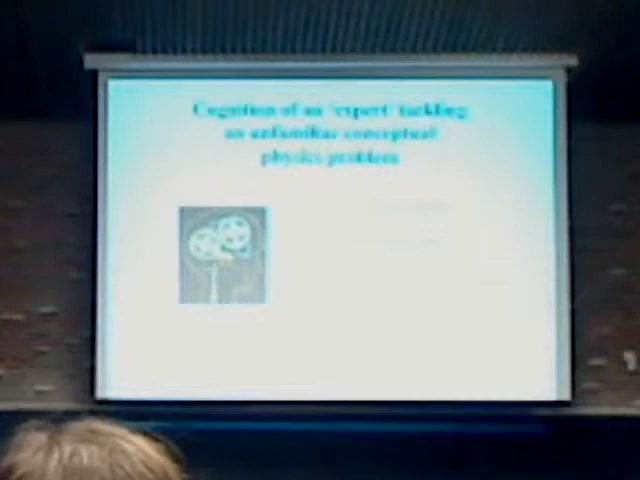 Cognition of an 'expert' tackling
an unfamiliar conceptual
physics problem